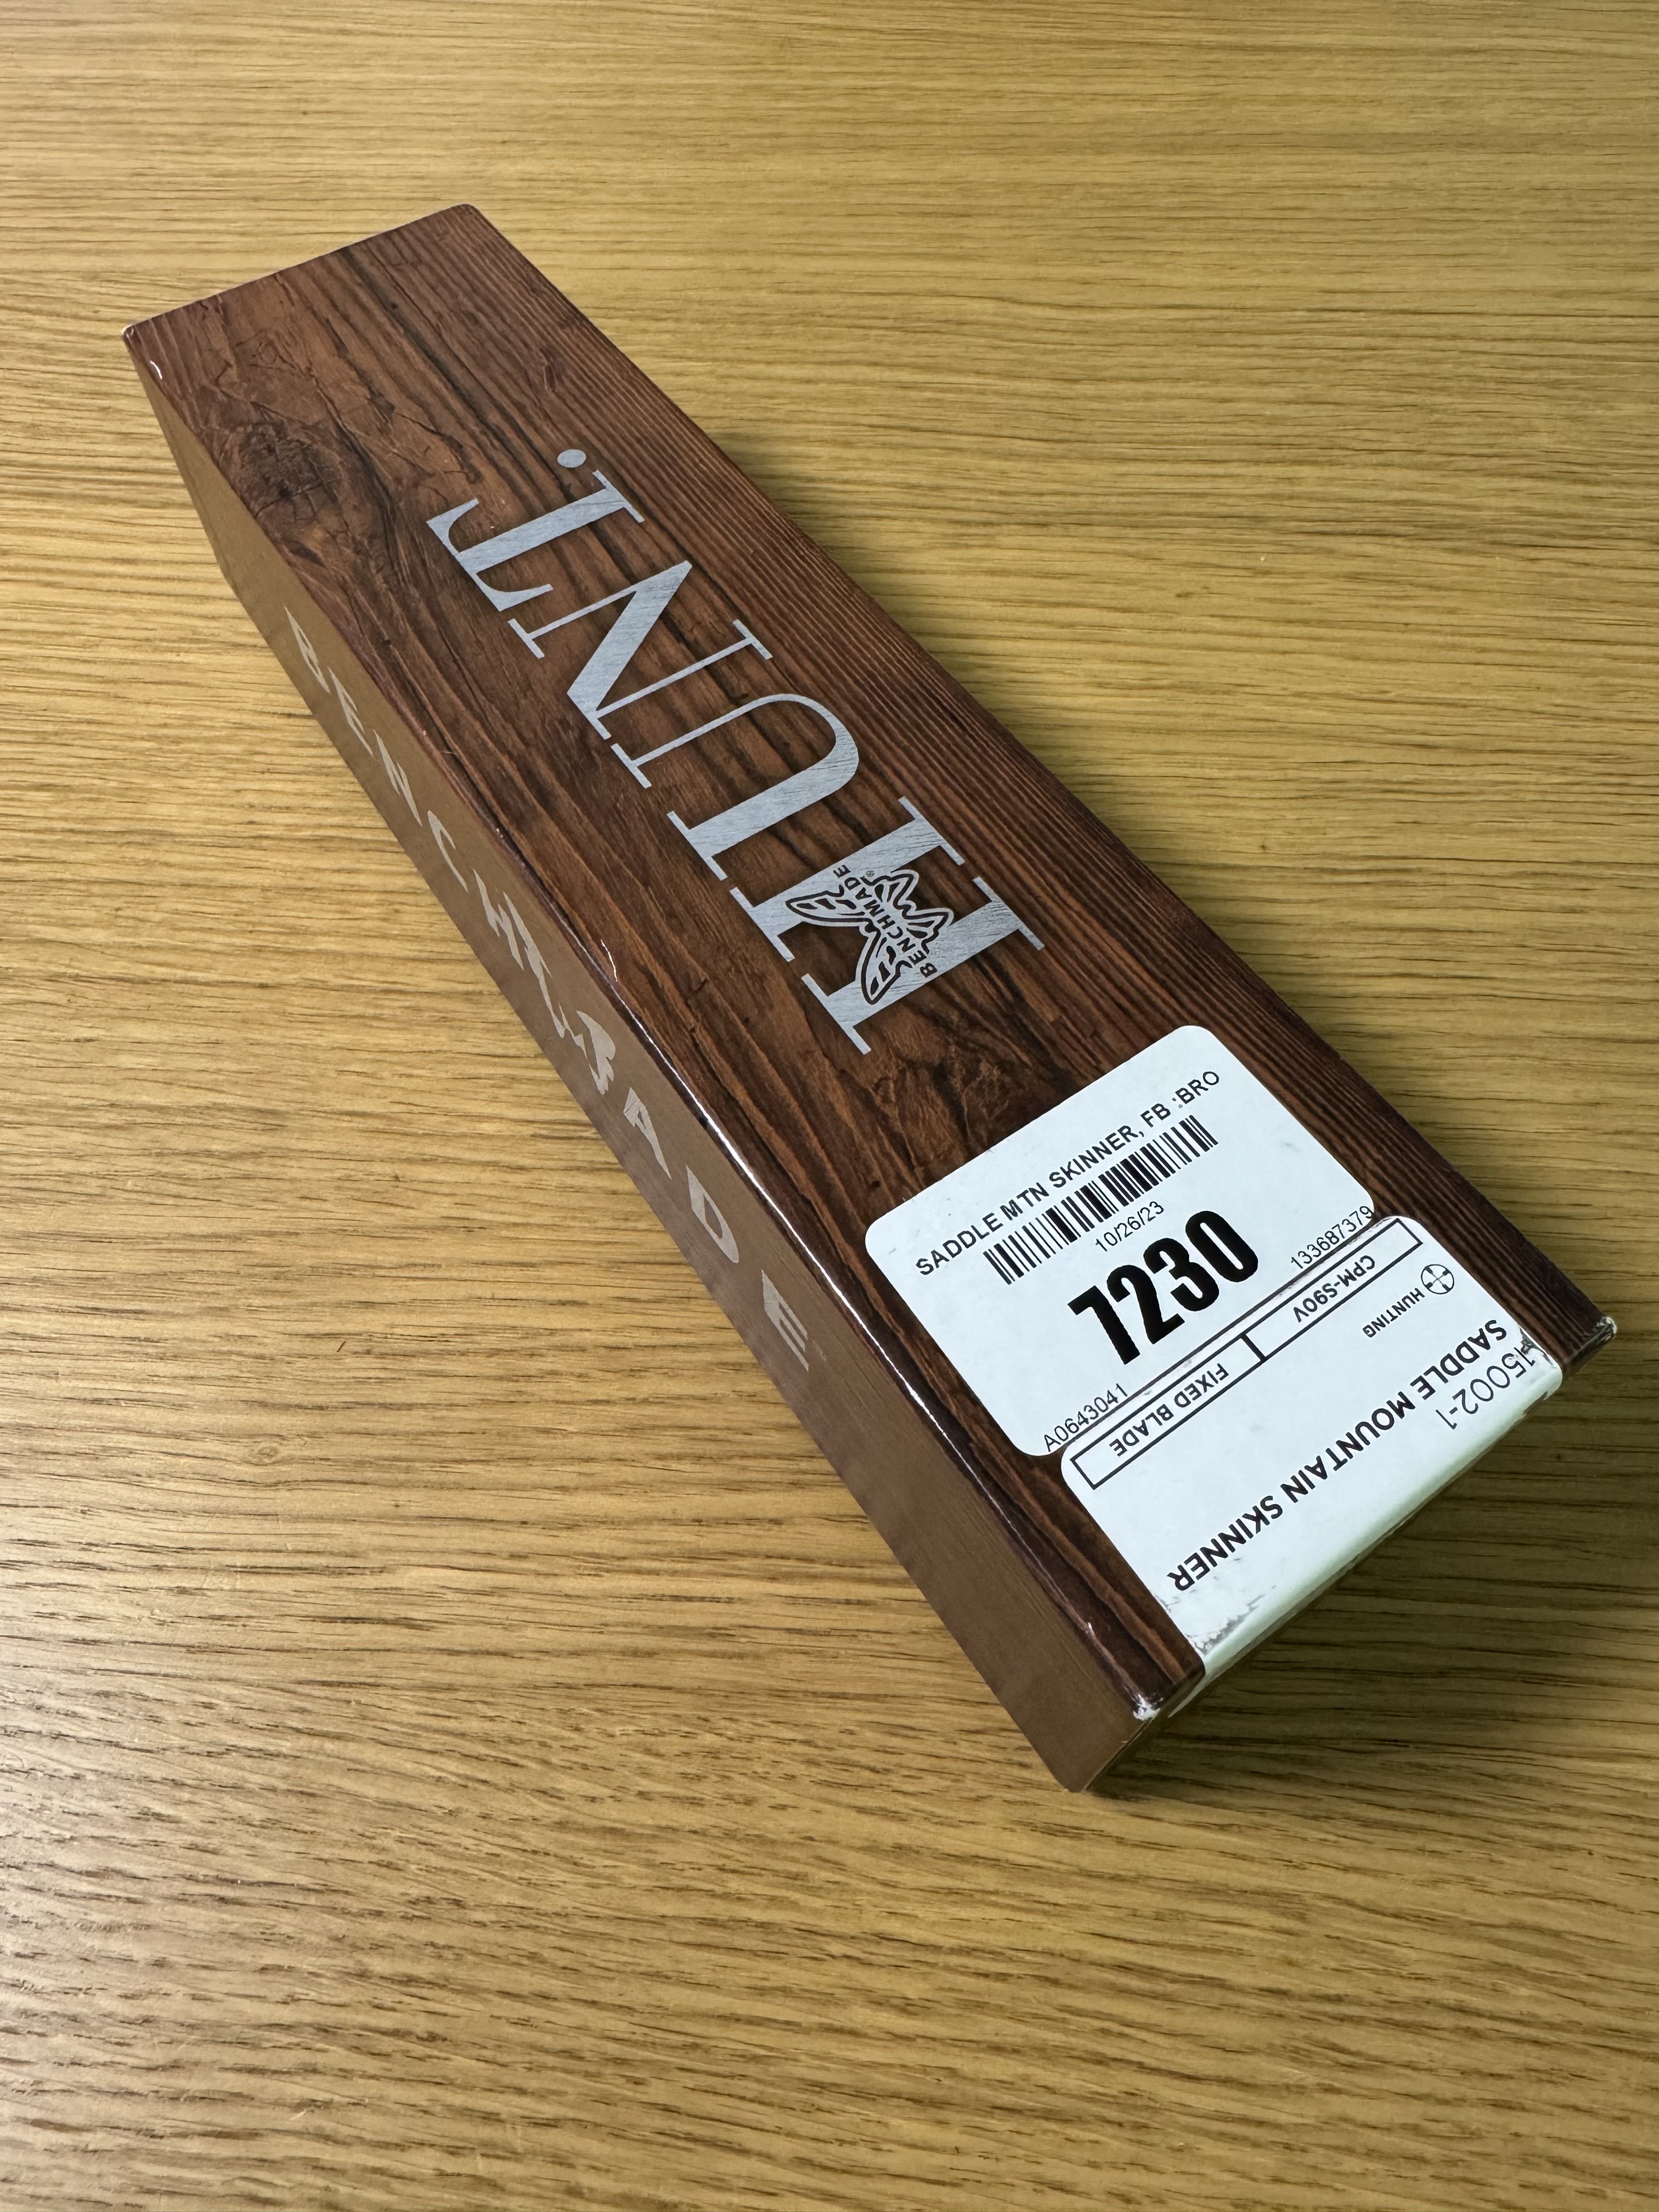 HUNT.
BENCHMADE
®
BENCHMADE
SADDLE MTN SKINNER, FB :BRO
10/26/23
7230
A0643041
133687379
CPM-S90V
FIXED BLADE
HUNTING
15002-1
SADDLE MOUNTAIN SKINNER